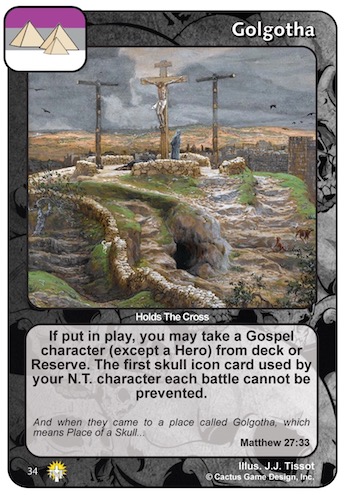 Golgotha
Holds The Cross
If put in play, you may take a Gospel
character (except a Hero) from deck or
Reserve. The first skull icon card used by
your N.T. character each battle cannot be
prevented.
And when they came to a place called Golgotha, which
means Place of a Skull...
Matthew 27:33
34
Illus. J.J. Tissot
© Cactus Game Design, Inc.